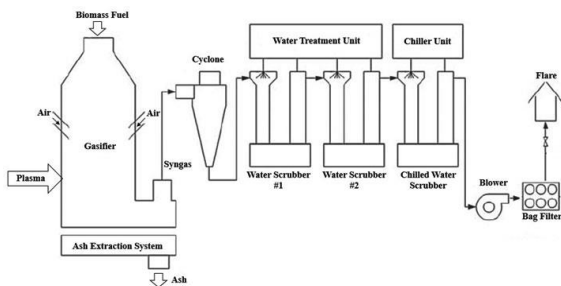 Biomass Fuel
Water Treatment Unit
Chiller Unit
Cyclone
Flare
Air
Air
Gasifier
Syngas
Plasma
Water Scrubber
#1
Water Scrubber
#2
Chilled Water
Scrubber
Blower
Bag Filter
Ash Extraction System
Ash